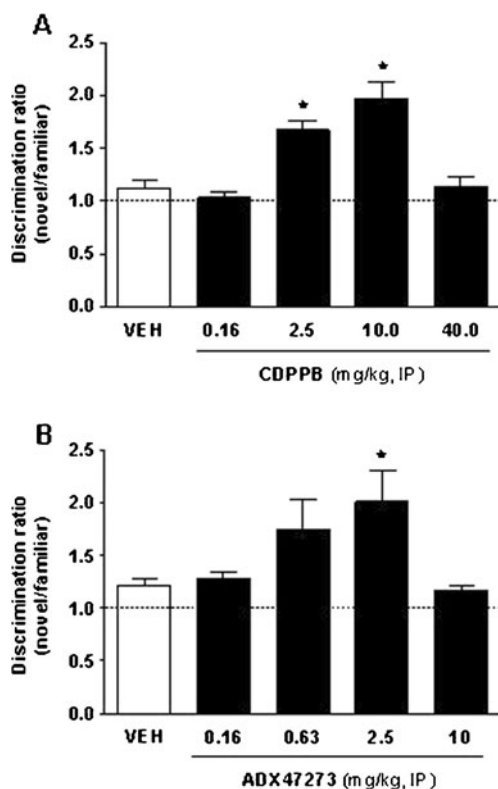 A
Discrimination ratio
(novel/familiar)
2.5
2.0
1.5
1.0
0.5
0.0
★
★
VEH 0.16 2.5 10.0 40.0
CDPPB (mg/kg, IP)
B
Discrimination ratio
(novel/familiar)
2.5
2.0
1.5
1.0
0.5
0.0
★
VEH 0.16 0.63 2.5 10
ADX47273 (mg/kg, IP)